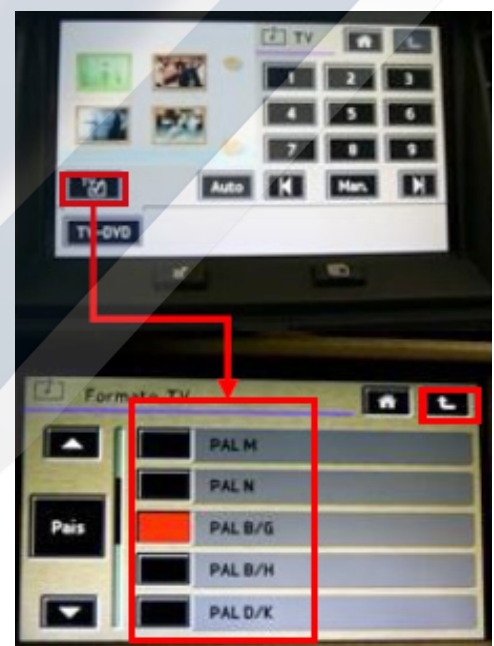 TV
1 2 3
4 5 6
7 8 9
Auto Man.
TV-DVD
Formato TV
PAL M
PAL N
País
PAL B/G
PAL B/H
PAL D/K